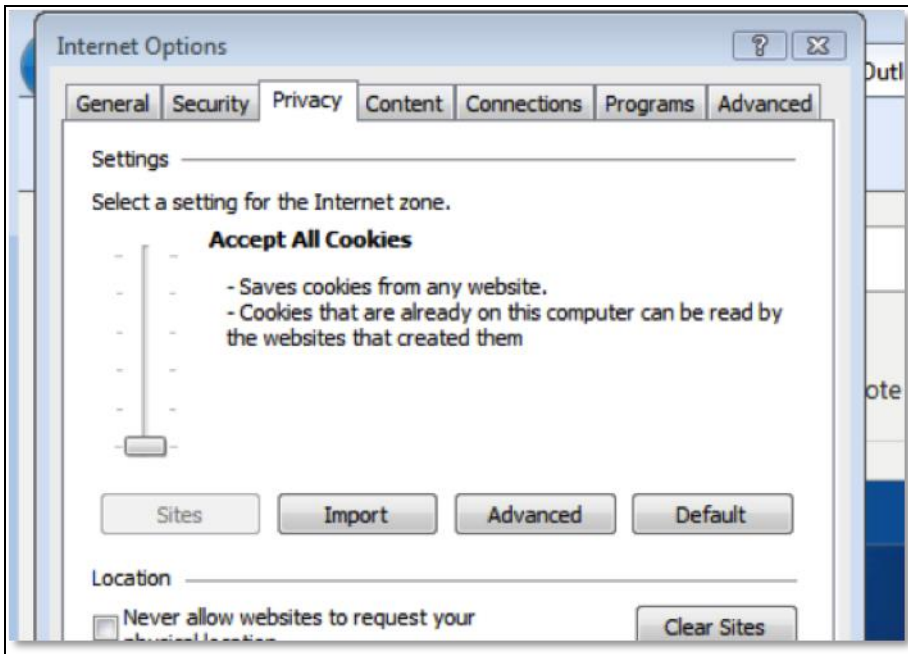 Internet Options
Outl
General Security Privacy Content Connections Programs Advanced
Settings
Select a setting for the Internet zone.
Accept All Cookies
- Saves cookies from any website.
- Cookies that are already on this computer can be read by
the websites that created them
ote
Sites Import Advanced Default
Location
Never allow websites to request your
physical location
Clear Sites